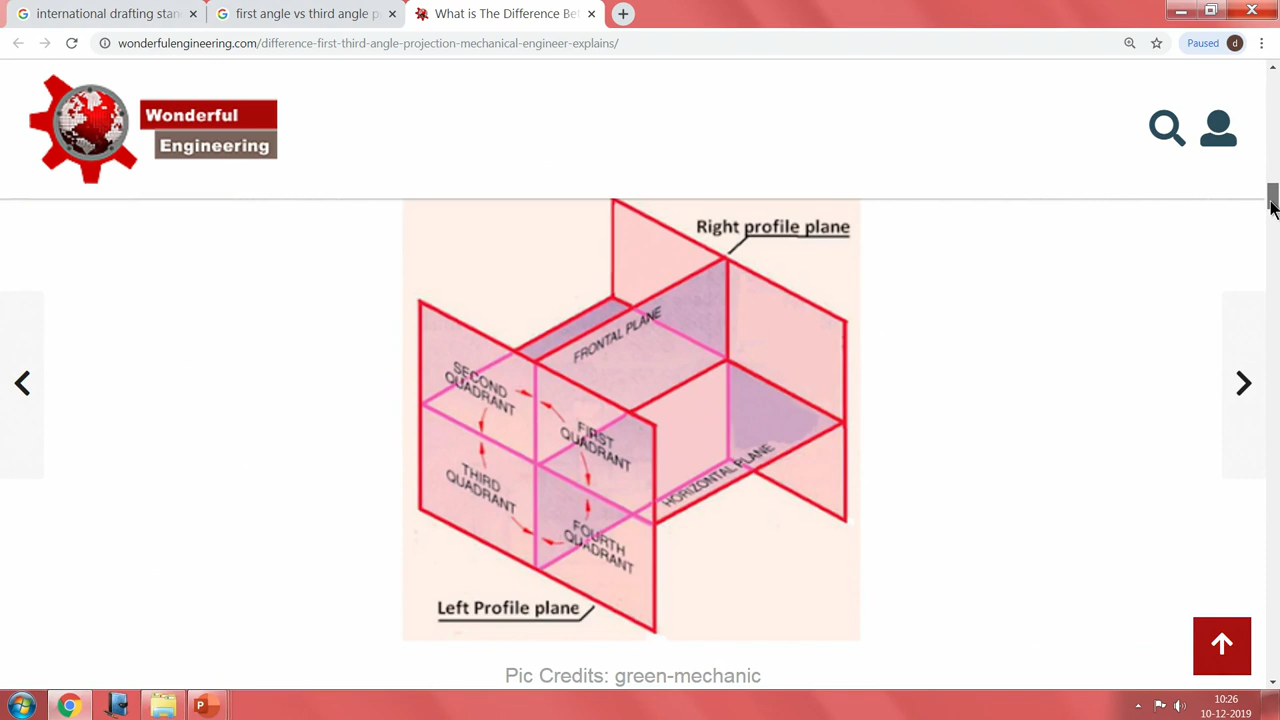 international drafting stan
first angle vs third angle p
What is The Difference Be
wonderfulengineering.com/difference-first-third-angle-projection-mechanical-engineer-explains/
Paused
d
Wonderful
Engineering
Right profile plane
FRONTAL PLANE
SECOND
QUADRANT
FIRST
QUADRANT
THIRD
QUADRANT
HORIZONTAL PLANE
FOURTH
QUADRANT
Left Profile plane
Pic Credits: green-mechanic
10:26
10-12-2019